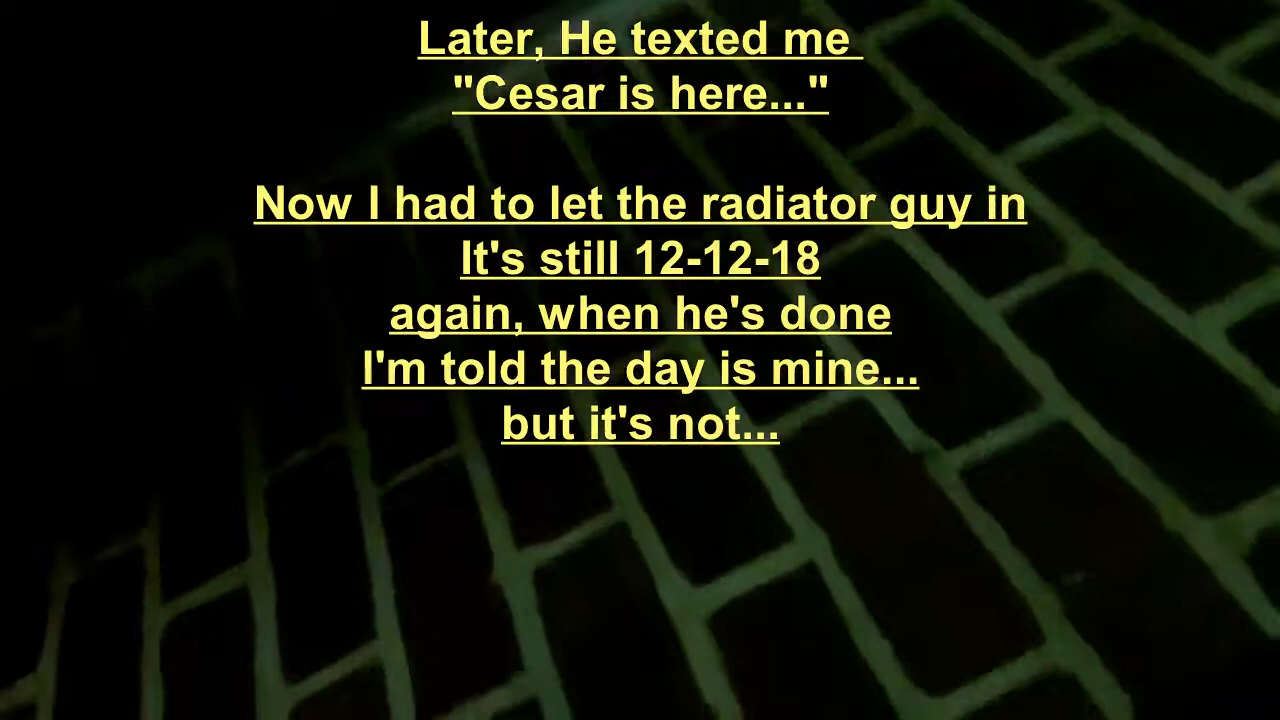 Later, He texted me
"Cesar is here..."
Now I had to let the radiator guy in
It's still 12-12-18
again, when he's done
I'm told the day is mine...
but it's not...